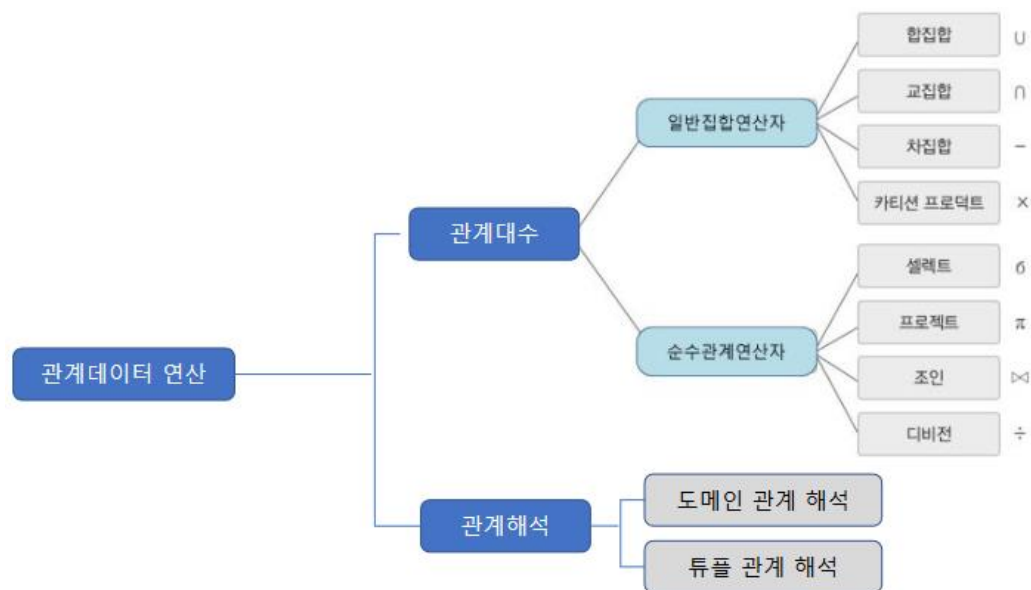 관계데이터 연산
관계대수
일반집합연산자
합집합 ∪
교집합 ∩
차집합 −
카티션 프로덕트 ×
순수관계연산자
셀렉트 σ
프로젝트 π
조인 ⋈
디비전 ÷
관계해석
도메인 관계 해석
튜플 관계 해석